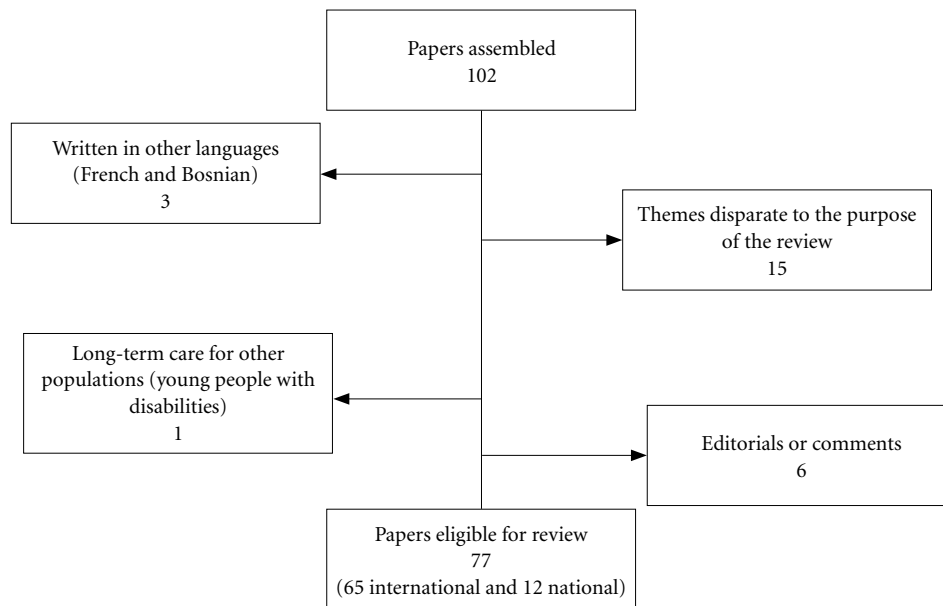 Papers assembled
102
Written in other languages
(French and Bosnian)
3
Themes disparate to the purpose
of the review
15
Long-term care for other
populations (young people with
disabilities)
1
Editorials or comments
6
Papers eligible for review
77
(65 international and 12 national)